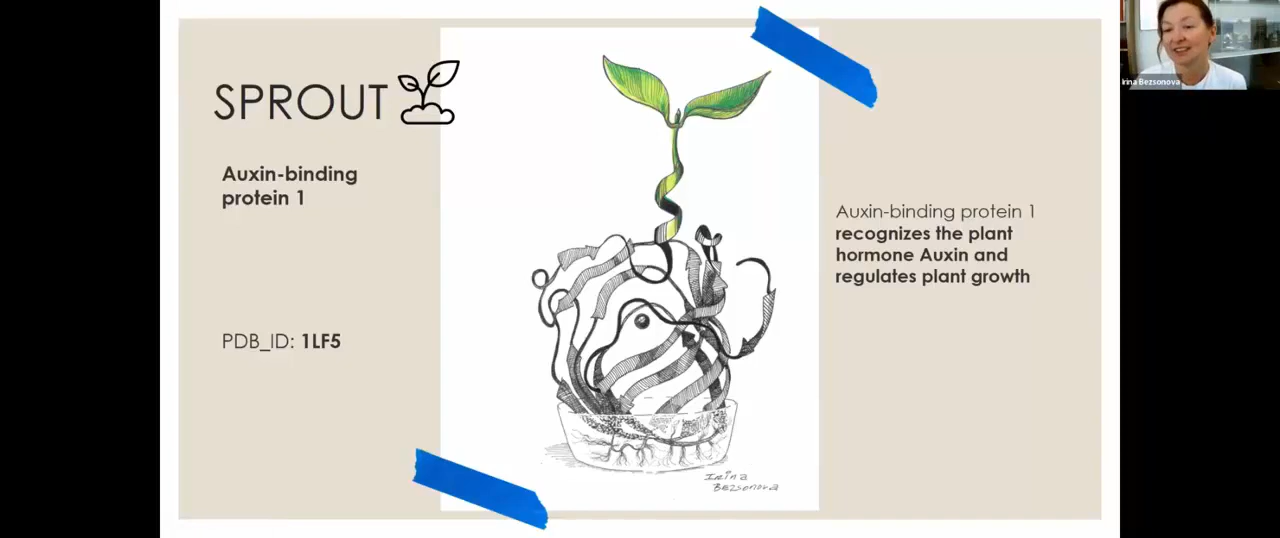 SPROUT
Auxin-binding
protein 1
PDB_ID: 1LF5
Auxin-binding protein 1
recognizes the plant
hormone Auxin and
regulates plant growth
Irina
Bezsonova
Irina Bezsonova